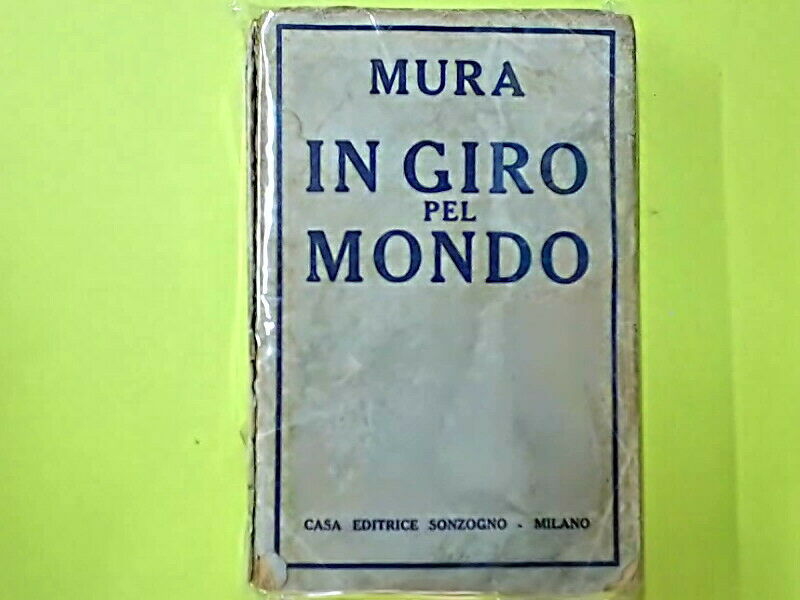 MURA
IN GIRO
PEL
MONDO
CASA EDITRICE SONZOGNO - MILANO